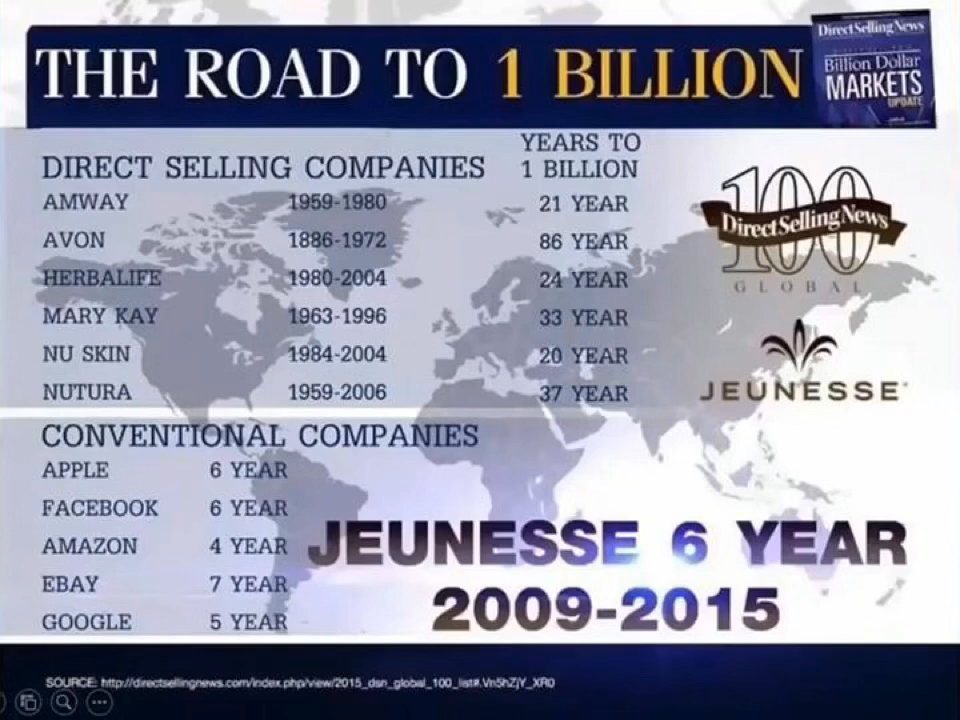 THE ROAD TO 1 BILLION
DirectSellingNews
Billion Dollar
MARKETS
UPDATE
DIRECT SELLING COMPANIES
YEARS TO
1 BILLION
AMWAY 1959-1980 21 YEAR
AVON 1886-1972 86 YEAR
HERBALIFE 1980-2004 24 YEAR
MARY KAY 1963-1996 33 YEAR
NU SKIN 1984-2004 20 YEAR
NUTURA 1959-2006 37 YEAR
100
DirectSellingNews
GLOBAL
JEUNESSE
CONVENTIONAL COMPANIES
APPLE 6 YEAR
FACEBOOK 6 YEAR
AMAZON 4 YEAR
EBAY 7 YEAR
GOOGLE 5 YEAR
JEUNESSE 6 YEAR
2009-2015
SOURCE: http://directsellingnews.com/index.php/view/2015_dsn_global_100_list#.Vn5hZjY_XR0